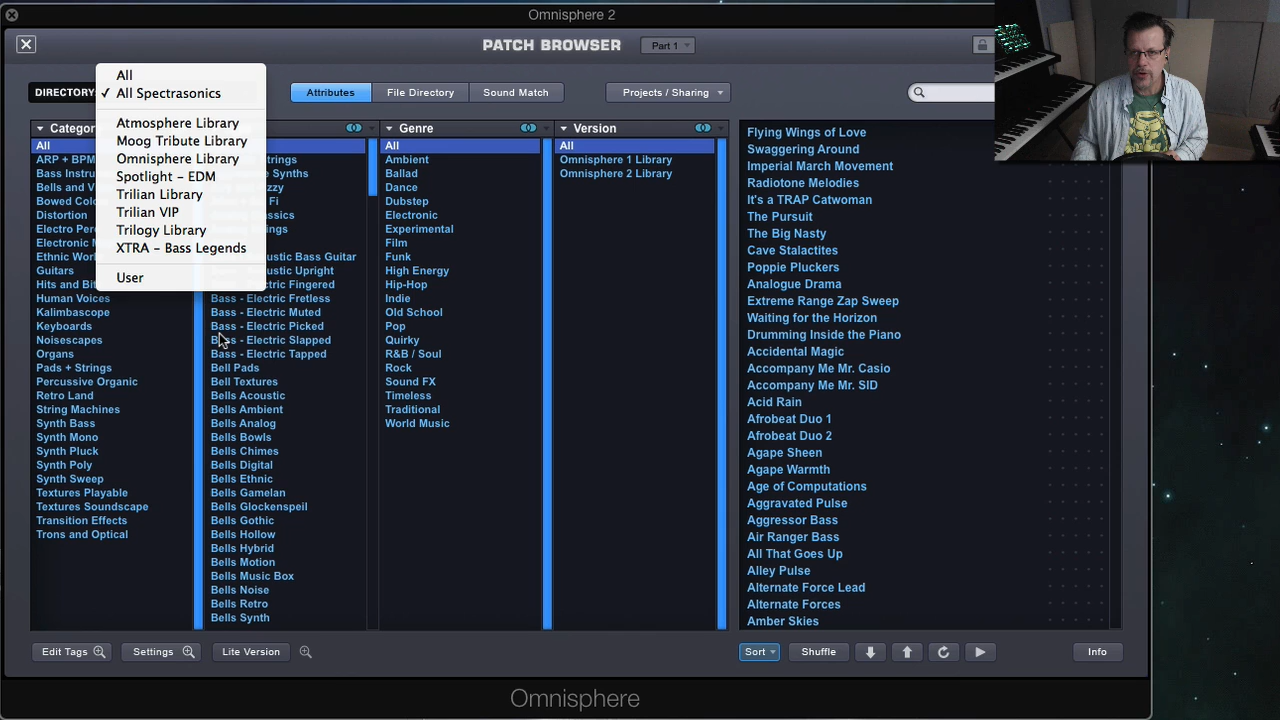 Omnisphere 2
PATCH BROWSER
Part 1
DIRECTORY:
All
✓ All Spectrasonics
Atmosphere Library
Moog Tribute Library
Omnisphere Library
Spotlight - EDM
Trilian Library
Trilian VIP
Trilogy Library
XTRA - Bass Legends
User
Attributes
File Directory
Sound Match
Projects / Sharing
Categ
All
ARP + BPM
Bass Instru
Bells and V
Bowed Colo
Distortion
Electro Per
Electronic M
Ethnic Worl
Guitars
Hits and Bi
Human Voices
Kalimbascope
Keyboards
Noisescapes
Organs
Pads + Strings
Percussive Organic
Retro Land
String Machines
Synth Bass
Synth Mono
Synth Pluck
Synth Poly
Synth Sweep
Textures Playable
Textures Soundscape
Transition Effects
Trons and Optical
Bass - Electric Fretless
Bass - Electric Muted
Bass - Electric Picked
Bass - Electric Slapped
Bass - Electric Tapped
Bell Pads
Bell Textures
Bells Acoustic
Bells Ambient
Bells Analog
Bells Bowls
Bells Chimes
Bells Digital
Bells Ethnic
Bells Gamelan
Bells Glockenspeil
Bells Gothic
Bells Hollow
Bells Hybrid
Bells Motion
Bells Music Box
Bells Noise
Bells Retro
Bells Synth
Genre
All
Ambient
Ballad
Dance
Dubstep
Electronic
Experimental
Film
Funk
High Energy
Hip-Hop
Indie
Old School
Pop
Quirky
R&B / Soul
Rock
Sound FX
Timeless
Traditional
World Music
Version
All
Omnisphere 1 Library
Omnisphere 2 Library
Flying Wings of Love
Swaggering Around
Imperial March Movement
Radiotone Melodies
It's a TRAP Catwoman
The Pursuit
The Big Nasty
Cave Stalactites
Poppie Pluckers
Analogue Drama
Extreme Range Zap Sweep
Waiting for the Horizon
Drumming Inside the Piano
Accidental Magic
Accompany Me Mr. Casio
Accompany Me Mr. SID
Acid Rain
Afrobeat Duo 1
Afrobeat Duo 2
Agape Sheen
Agape Warmth
Age of Computations
Aggravated Pulse
Aggressor Bass
Air Ranger Bass
All That Goes Up
Alley Pulse
Alternate Force Lead
Alternate Forces
Amber Skies
Edit Tags
Settings
Lite Version
Sort
Shuffle
Info
Omnisphere